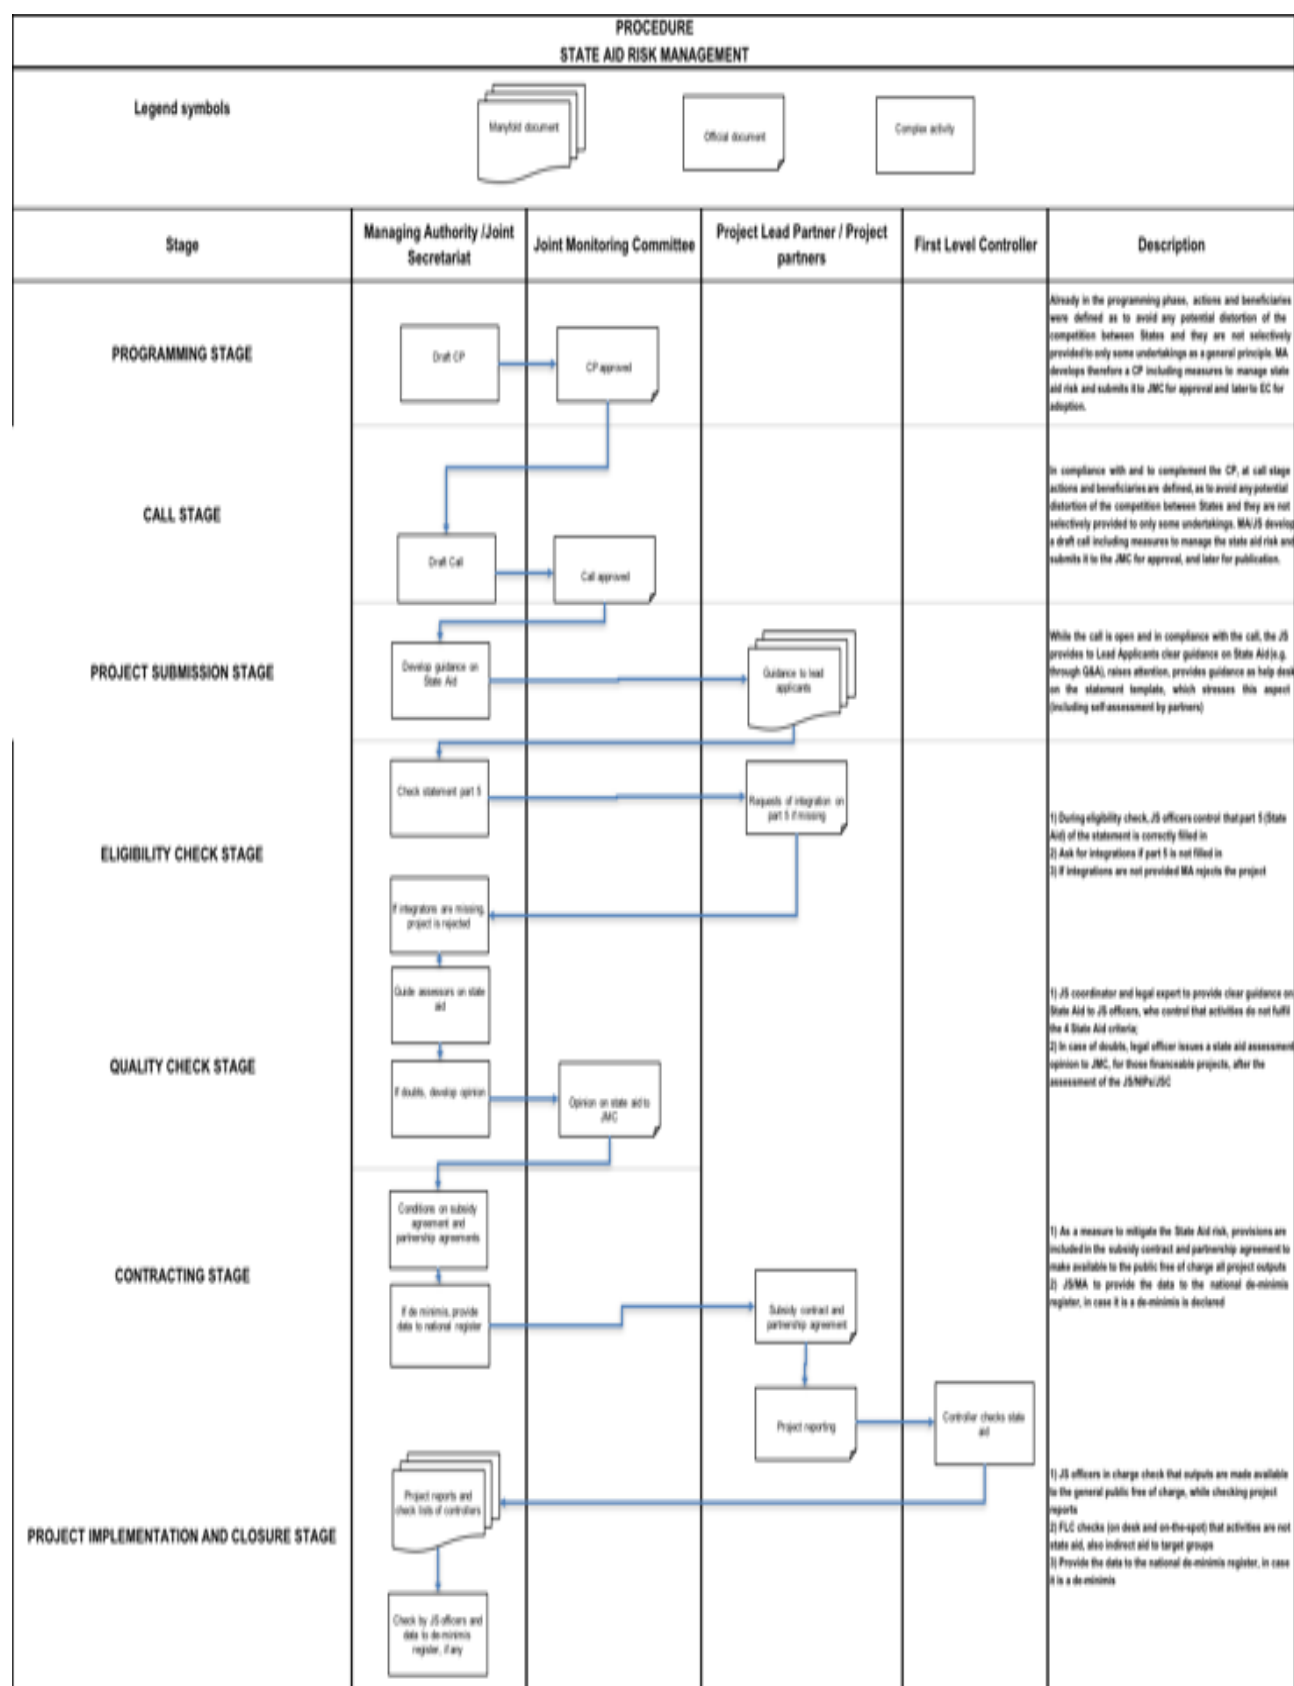 PROCEDURE
STATE AID RISK MANAGEMENT
Legend symbols
Manyfold document
Official document
Complex activity
Stage
Managing Authority /Joint
Secretariat
Joint Monitoring Committee
Project Lead Partner / Project
partners
First Level Controller
Description
PROGRAMMING STAGE
Draft CP
CP approved
Already in the programming phase, actions and beneficiaries
were defined as to avoid any potential distortion of the
competition between States and they are not selectively
provided to only some undertakings as a general principle. MA
develops therefore a CP including measures to manage state
aid risk and submits it to JMC for approval and later to EC for
adoption.
CALL STAGE
Draft Call
Call approved
In compliance with and to complement the CP, at call stage
actions and beneficiaries are defined, as to avoid any potential
distortion of the competition between States and they are not
selectively provided to only some undertakings. MA/JS develop
a draft call including measures to manage the state aid risk and
submits it to the JMC for approval, and later for publication.
PROJECT SUBMISSION STAGE
Develop guidance on
State Aid
Guidance to lead
applicants
While the call is open and in compliance with the call, the JS
provides to Lead Applicants clear guidance on State Aid (e.g.
through Q&A), raises attention, provides guidance as help desk
on the statement template, which stresses this aspect
(including self-assessment by partners)
ELIGIBILITY CHECK STAGE
Check statement part 5
Requests of integration on
part 5 if missing
If integrations are missing,
project is rejected
1) During eligibility check, JS officers control that part 5 (State
Aid) of the statement is correctly filled in
2) Ask for integrations if part 5 is not filled in
3) If integrations are not provided MA rejects the project
QUALITY CHECK STAGE
Guide assessors on state
aid
If doubts, develop opinion
Opinion on state aid to
JMC
1) JS coordinator and legal expert to provide clear guidance on
State Aid to JS officers, who control that activities do not fulfil
the 4 State Aid criteria;
2) In case of doubts, legal officer issues a state aid assessment
opinion to JMC, for those financeable projects, after the
assessment of the JS/NIPs/JSC
CONTRACTING STAGE
Conditions on subsidy
agreement and
partnership agreements
If de minimis, provide
data to national register
Subsidy contract and
partnership agreement
1) As a measure to mitigate the State Aid risk, provisions are
included in the subsidy contract and partnership agreement to
make available to the public free of charge all project outputs
2) JS/MA to provide the data to the national de-minimis
register, in case it is a de-minimis is declared
PROJECT IMPLEMENTATION AND CLOSURE STAGE
Project reporting
Controller checks state
aid
Project reports and
check lists of controllers
Check by JS officers and
data to de-minimis
register, if any
1) JS officers in charge check that outputs are made available
to the general public free of charge, while checking project
reports
2) FLC checks (on desk and on-the-spot) that activities are not
state aid, also indirect aid to target groups
3) Provide the data to the national de-minimis register, in case
it is a de-minimis